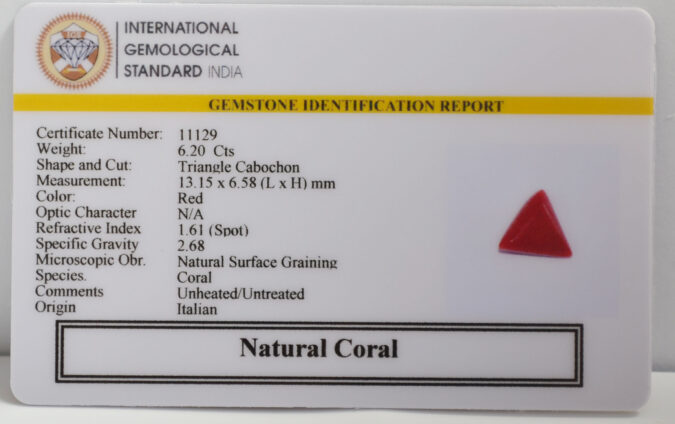 IGS
INTERNATIONAL
GEMOLOGICAL
STANDARD INDIA
GEMSTONE IDENTIFICATION REPORT
Certificate Number: 11129
Weight: 6.20 Cts
Shape and Cut: Triangle Cabochon
Measurement: 13.15 x 6.58 (L x H) mm
Color: Red
Optic Character N/A
Refractive Index 1.61 (Spot)
Specific Gravity 2.68
Microscopic Obr. Natural Surface Graining
Species. Coral
Comments Unheated/Untreated
Origin Italian
Natural Coral